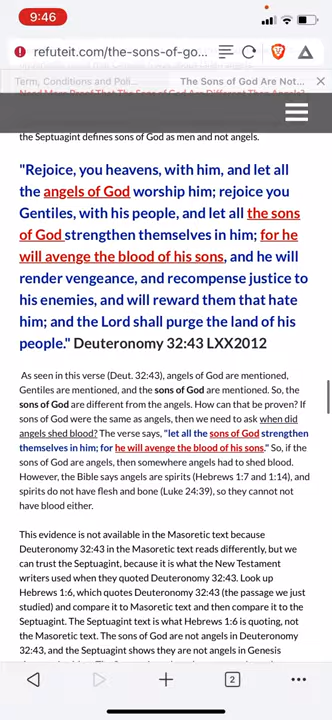 9:46
refuteit.com/the-sons-of-go...
Term, Conditions and Poli...
The Sons of God Are Not...
Need More Proof That The Sons of God Are Different Than Angels?
the Septuagint defines sons of God as men and not angels.
"Rejoice, you heavens, with him, and let all
the angels of God worship him; rejoice you
Gentiles, with his people, and let all the sons
of God strengthen themselves in him; for he
will avenge the blood of his sons, and he will
render vengeance, and recompense justice to
his enemies, and will reward them that hate
him; and the Lord shall purge the land of his
people." Deuteronomy 32:43 LXX2012
As seen in this verse (Deut. 32:43), angels of God are mentioned,
Gentiles are mentioned, and the sons of God are mentioned. So, the
sons of God are different from the angels. How can that be proven? If
sons of God were the same as angels, then we need to ask when did
angels shed blood? The verse says, "let all the sons of God strengthen
themselves in him; for he will avenge the blood of his sons." So, if the
sons of God are angels, then somewhere angels had to shed blood.
However, the Bible says angels are spirits (Hebrews 1:7 and 1:14), and
spirits do not have flesh and bone (Luke 24:39), so they cannot not
have blood either.
This evidence is not available in the Masoretic text because
Deuteronomy 32:43 in the Masoretic text reads differently, but we
can trust the Septuagint, because it is what the New Testament
writers used when they quoted Deuteronomy 32:43. Look up
Hebrews 1:6, which quotes Deuteronomy 32:43 (the passage we just
studied) and compare it to Masoretic text and then compare it to the
Septuagint. The Septuagint text is what Hebrews 1:6 is quoting, not
the Masoretic text. The sons of God are not angels in Deuteronomy
32:43, and the Septuagint shows they are not angels in Genesis
2